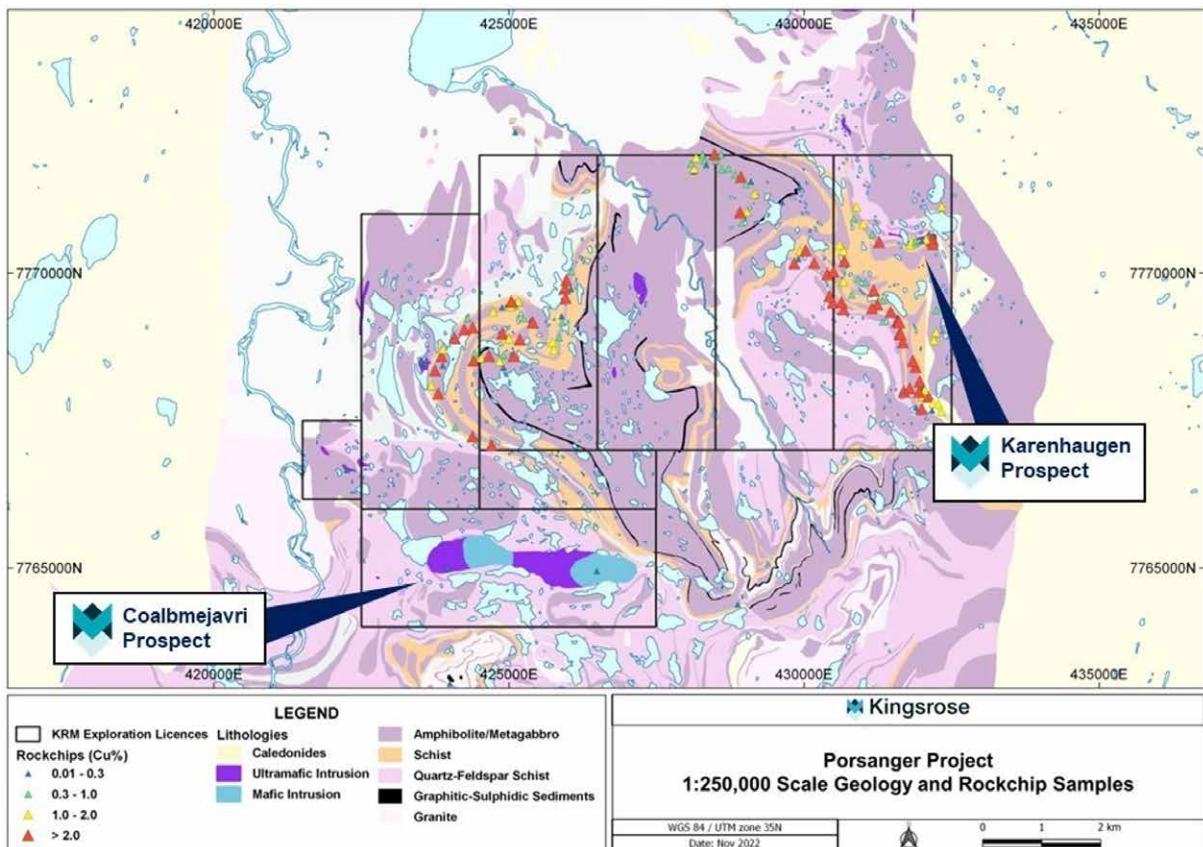 420000E 425000E 430000E 435000E
7770000N 7770000N
Karenhaugen
Prospect
7765000N 7765000N
Coalbmejavri
Prospect
420000E 425000E 430000E 435000E
LEGEND
KRM Exploration Licences
Rockchips (Cu%)
0.01 - 0.3
0.3 - 1.0
1.0 - 2.0
> 2.0
Lithologies
Caledonides
Ultramafic Intrusion
Mafic Intrusion
Amphibolite/Metagabbro
Schist
Quartz-Feldspar Schist
Graphitic-Sulphidic Sediments
Granite
Kingsrose
Porsanger Project
1:250,000 Scale Geology and Rockchip Samples
WGS 84 / UTM zone 35N
Date: Nov 2022
0 1 2 km